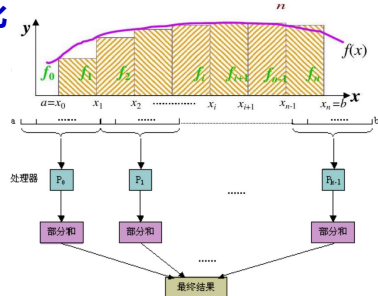 化
n
y
f(x)
f₀ f₁ f₂ fᵢ fᵢ₊₁ fₙ₋₁ fₙ
a=x₀ x₁ x₂ ............... xᵢ xᵢ₊₁ xₙ₋₁ xₙ=b x
a ...... ...... ...... b
处理器 P₀ P₁ ...... Pₖ₋₁
部分和 部分和 部分和
......
最终结果